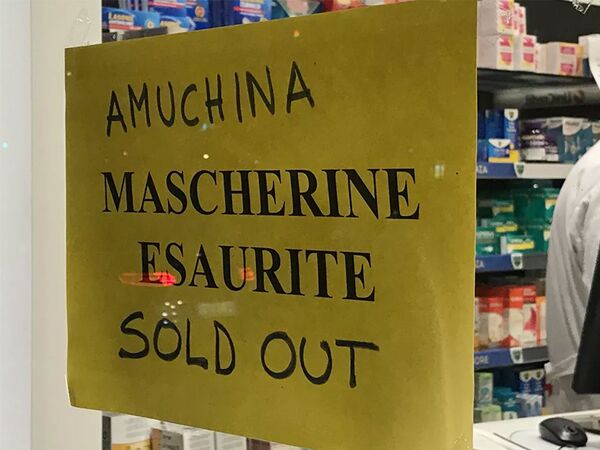 AMUCHINA
MASCHERINE
ESAURITE
SOLD OUT